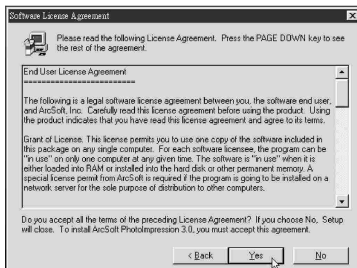 Software License Agreement
Please read the following License Agreement. Press the PAGE DOWN key to see
the rest of the agreement.
End User License Agreement
==========================
The following is a legal software license agreement between you, the software end user,
and ArcSoft, Inc. Carefully read this license agreement before using the product. Using
the product indicates that you have read this license agreement and agree to its terms.
Grant of License. This license permits you to use one copy of the software included in
this package on any single computer. For each software licensee, the program can be
"in use" on only one computer at any given time. The software is "in use" when it is
either loaded into RAM or installed into the hard disk or other permanent memory. A
special license permit from ArcSoft is required if the program is going to be installed on a
network server for the sole purpose of distribution to other computers.
Do you accept all the terms of the preceding License Agreement? If you choose No, Setup
will close. To install ArcSoft PhotoImpression 3.0, you must accept this agreement.
< Back Yes No